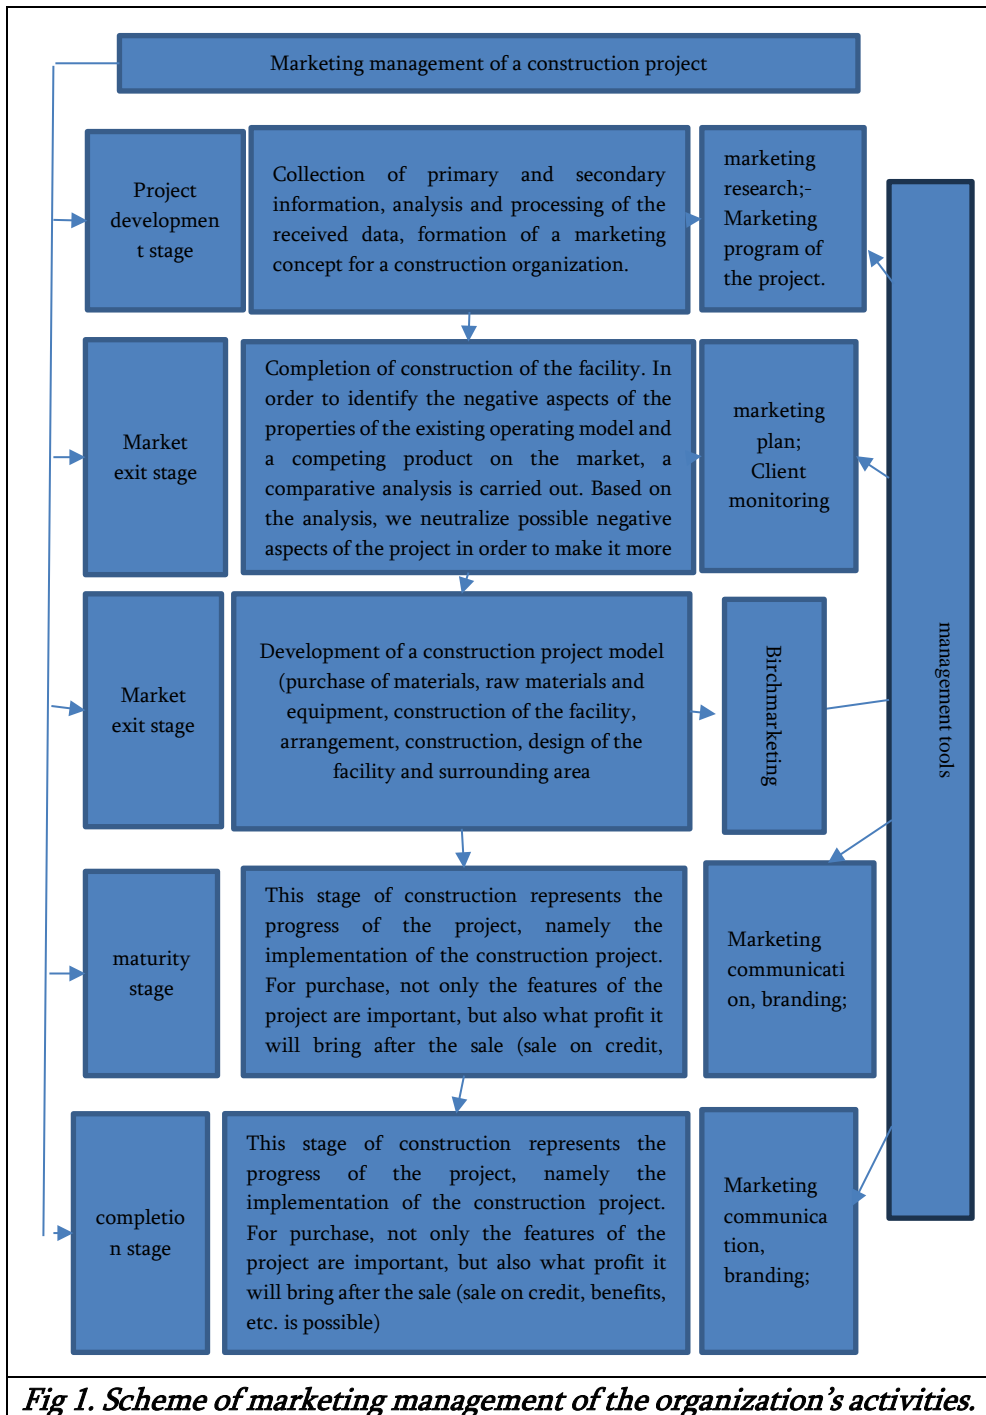 Marketing management of a construction project
Project
developmen
t stage
Collection of primary and secondary
information, analysis and processing of the
received data, formation of a marketing
concept for a construction organization.
marketing
research;-
Marketing
program of
the project.
Market
exit stage
Completion of construction of the facility. In
order to identify the negative aspects of the
properties of the existing operating model and
a competing product on the market, a
comparative analysis is carried out. Based on
the analysis, we neutralize possible negative
aspects of the project in order to make it more
marketing
plan;
Client
monitoring
Market
exit stage
Development of a construction project model
(purchase of materials, raw materials and
equipment, construction of the facility,
arrangement, construction, design of the
facility and surrounding area
Birchmarketing
management tools
maturity
stage
This stage of construction represents the
progress of the project, namely the
implementation of the construction project.
For purchase, not only the features of the
project are important, but also what profit it
will bring after the sale (sale on credit,
Marketing
communicati
on, branding;
completio
n stage
This stage of construction represents the
progress of the project, namely the
implementation of the construction project.
For purchase, not only the features of the
project are important, but also what profit it
will bring after the sale (sale on credit, benefits,
etc. is possible)
Marketing
communica
tion,
branding;
Fig 1. Scheme of marketing management of the organization's activities.